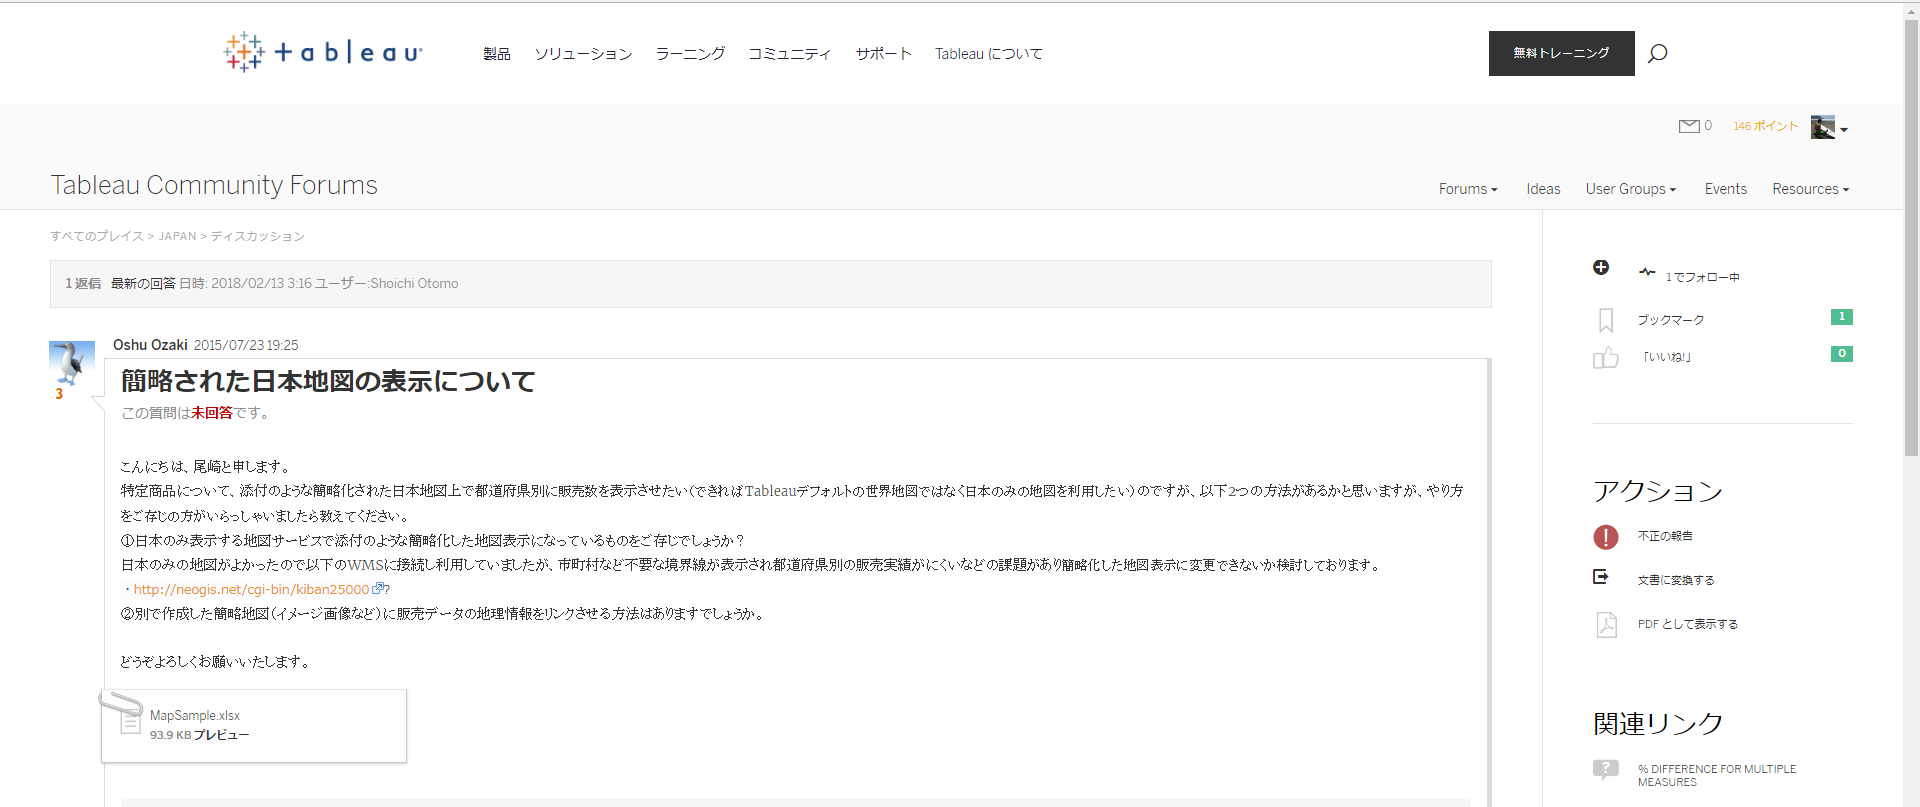 tableau
製品 ソリューション ラーニング コミュニティ サポート Tableau について
無料トレーニング
0 146 ポイント
Tableau Community Forums
Forums Ideas User Groups Events Resources
すべてのプレイス > JAPAN > ディスカッション
1 返信 最新の回答 日時: 2018/02/13 3:16 ユーザー:Shoichi Otomo
Oshu Ozaki 2015/07/23 19:25
3
簡略された日本地図の表示について
この質問は未回答です。
こんにちは、尾崎と申します。
特定商品について、添付のような簡略化された日本地図上で都道府県別に販売数を表示させたい（できればTableauデフォルトの世界地図ではなく日本のみの地図を利用したい）のですが、以下2つの方法があるかと思いますが、やり方
をご存じの方がいらっしゃいましたら教えてください。
①日本のみ表示する地図サービスで添付のような簡略化した地図表示になっているものをご存じでしょうか？
日本のみの地図がよかったので以下のWMSに接続し利用していましたが、市町村など不要な境界線が表示され都道府県別の販売実績がにくいなどの課題があり簡略化した地図表示に変更できないか検討しております。
・http://neogis.net/cgi-bin/kiban25000?
②別で作成した簡略地図（イメージ画像など）に販売データの地理情報をリンクさせる方法はありますでしょうか。
どうぞよろしくお願いいたします。
MapSample.xlsx
93.9 KB プレビュー
1 でフォロー中
ブックマーク 1
「いいね!」 0
アクション
不正の報告
文書に変換する
PDF として表示する
関連リンク
% DIFFERENCE FOR MULTIPLE
MEASURES